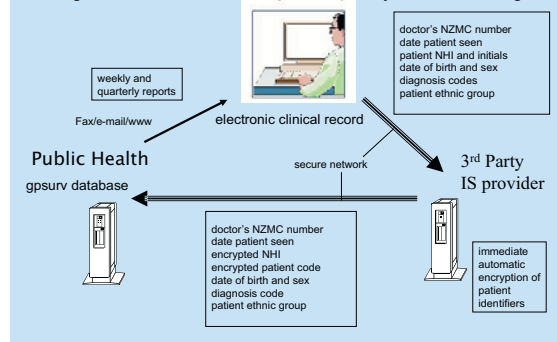 doctor's NZMC number
date patient seen
patient NHI and initials
date of birth and sex
diagnosis codes
patient ethnic group
weekly and
quarterly reports
Fax/e-mail/www
electronic clinical record
Public Health
gpsurv database
secure network
3rd Party
IS provider
doctor's NZMC number
date patient seen
encrypted NHI
encrypted patient code
date of birth and sex
diagnosis code
patient ethnic group
immediate
automatic
encryption of
patient
identifiers